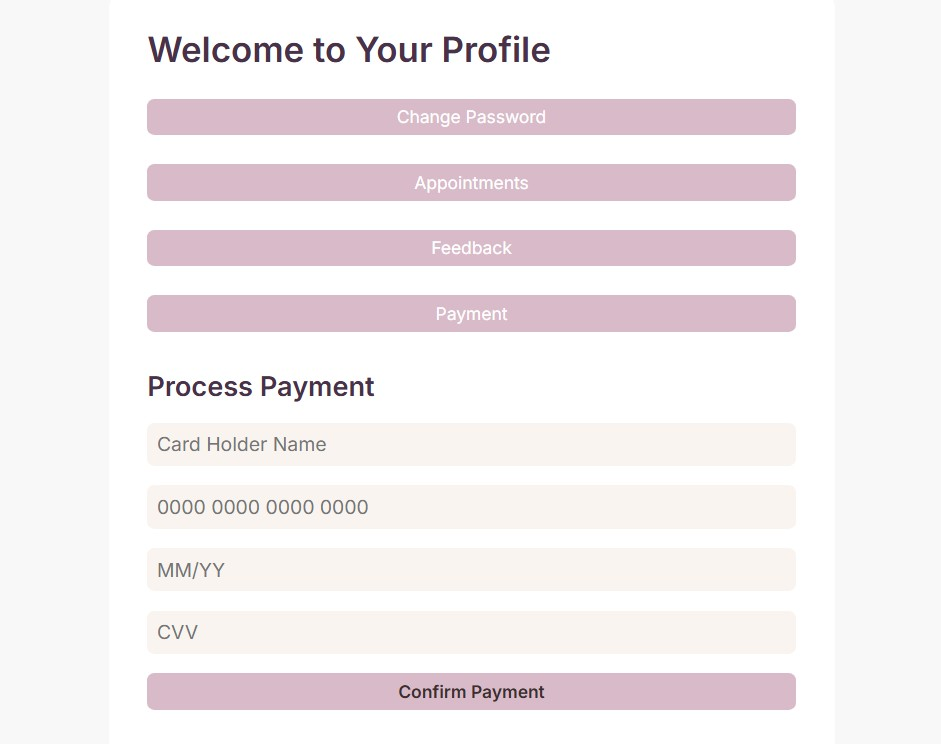 Welcome to Your Profile
Change Password
Appointments
Feedback
Payment
Process Payment
Card Holder Name
0000 0000 0000 0000
MM/YY
CVV
Confirm Payment